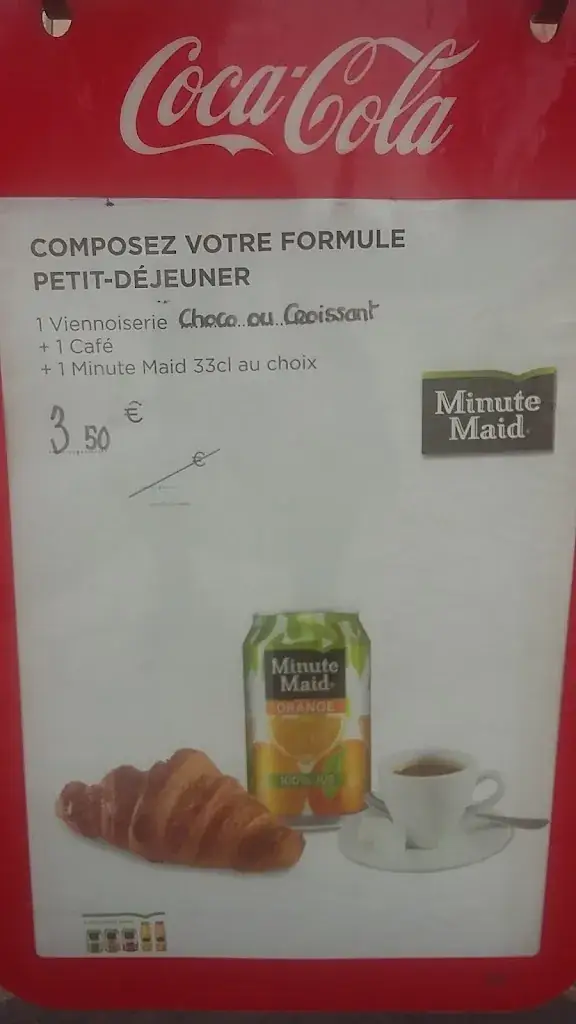 Coca-Cola
COMPOSEZ VOTRE FORMULE
PETIT-DÉJEUNER
1 Viennoiserie Choco ou Croissant
+ 1 Café
+ 1 Minute Maid 33cl au choix
3,50 €
€
Minute
Maid
Minute
Maid
ORANGE